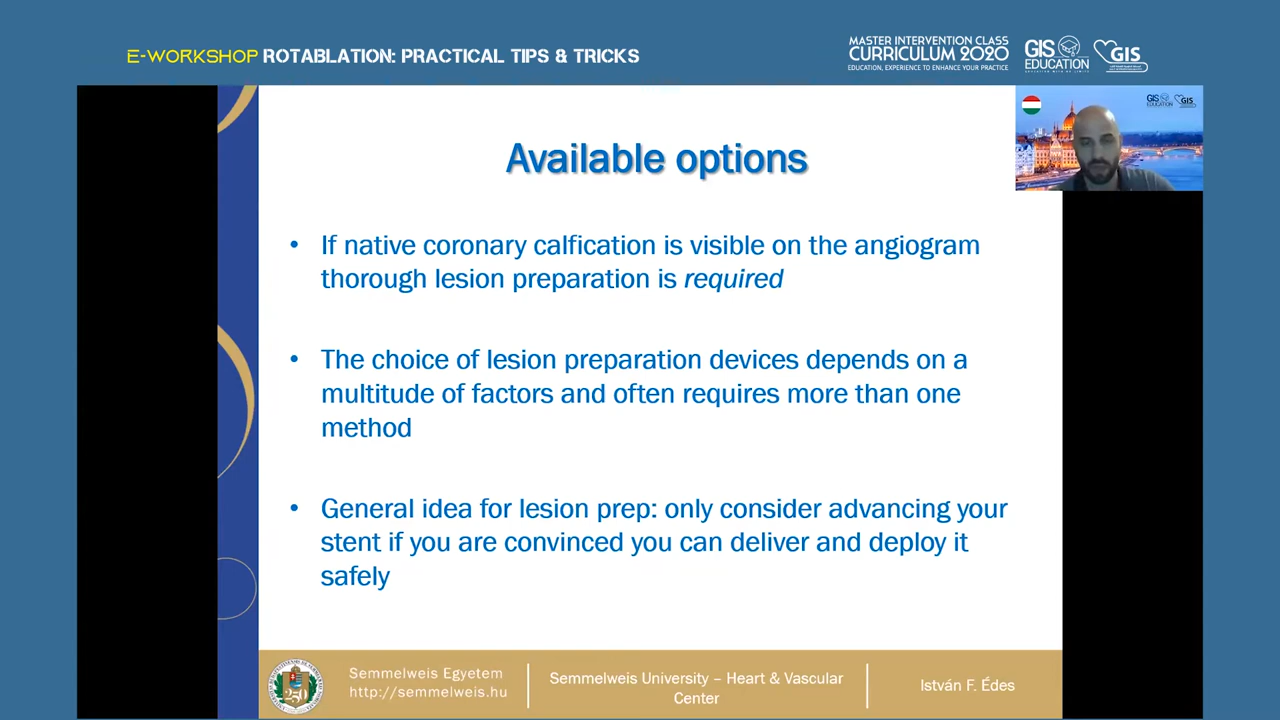 E-WORKSHOP ROTABLATION: PRACTICAL TIPS & TRICKS
MASTER INTERVENTION CLASS
CURRICULUM 2020
EDUCATION, EXPERIENCE TO ENHANCE YOUR PRACTICE
GIS
EDUCATION
GIS
GIS
EDUCATION
GIS
Available options
• If native coronary calfication is visible on the angiogram
thorough lesion preparation is required
• The choice of lesion preparation devices depends on a
multitude of factors and often requires more than one
method
• General idea for lesion prep: only consider advancing your
stent if you are convinced you can deliver and deploy it
safely
250
Semmelweis Egyetem
http://semmelweis.hu
Semmelweis University – Heart & Vascular
Center
István F. Édes